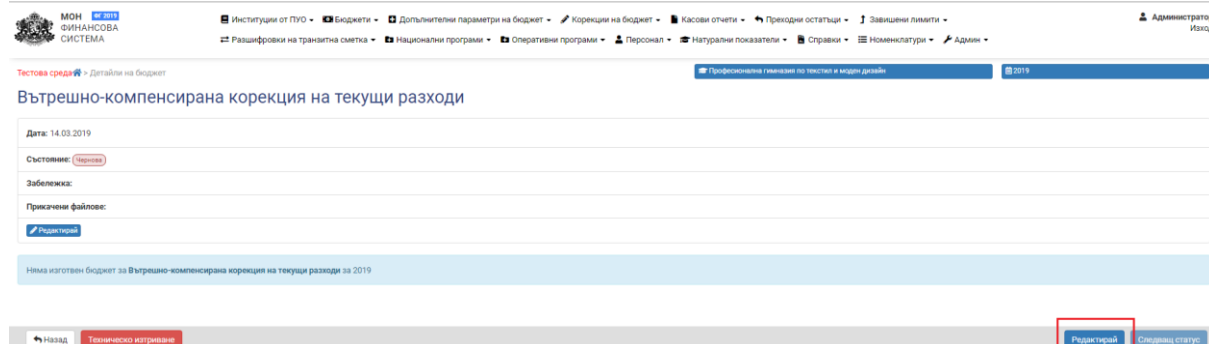 МОН ФГ 2019
ФИНАНСОВА
СИСТЕМА
Институции от ПУО Бюджети Допълнителни параметри на бюджет Корекции на бюджет Касови отчети Преходни остатъци Завишени лимити
Разшифровки на транзитна сметка Национални програми Оперативни програми Персонал Натурални показатели Справки Номенклатури Админ
Администратор
Изход
Тестова среда > Детайли на бюджет
Професионална гимназия по текстил и моден дизайн
2019
Вътрешно-компенсирана корекция на текущи разходи
Дата: 14.03.2019
Състояние: Чернова
Забележка:
Прикачени файлове:
Редактирай
Няма изготвен бюджет за Вътрешно-компенсирана корекция на текущи разходи за 2019
Назад Техническо изтриване Редактирай Следващ статус